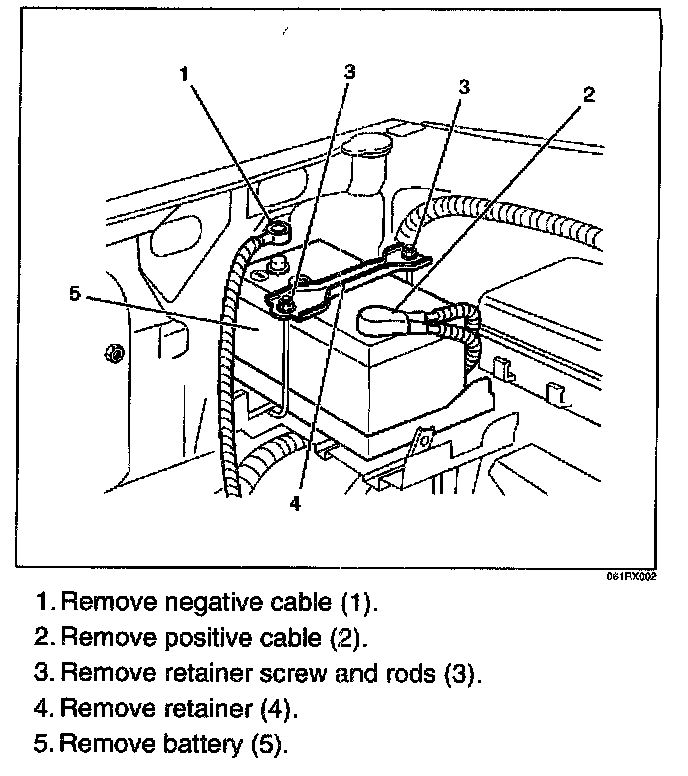 1
3
3
2
5
4
061RX002
1. Remove negative cable (1).
2. Remove positive cable (2).
3. Remove retainer screw and rods (3).
4. Remove retainer (4).
5. Remove battery (5).